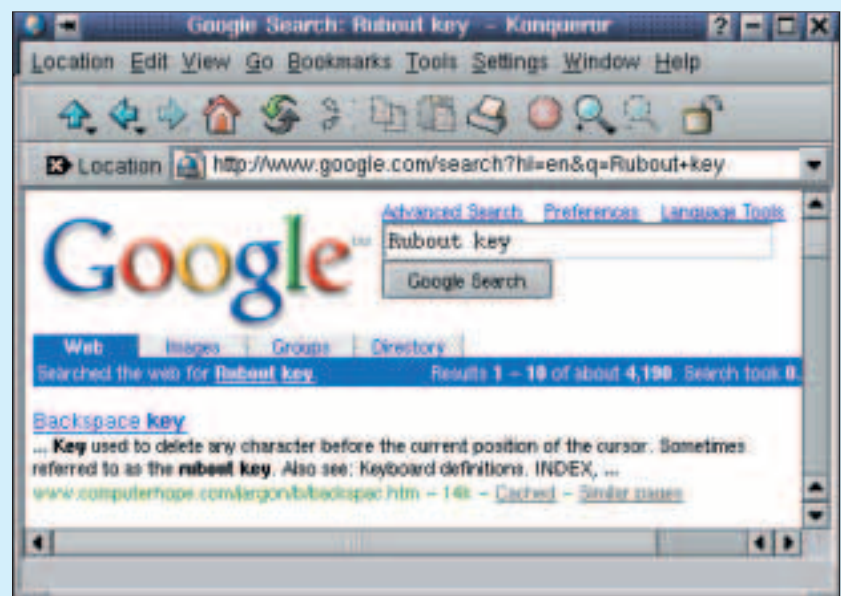 Google Search: Rubout key - Konqueror
Location Edit View Go Bookmarks Tools Settings Window Help
Location http://www.google.com/search?hl=en&q=Rubout+key
Advanced Search Preferences Language Tools
Google
Rubout key
Google Search
Web Images Groups Directory
Searched the web for Rubout key. Results 1 - 10 of about 4,190. Search took 0.
Backspace key
... Key used to delete any character before the current position of the cursor. Sometimes
referred to as the rubout key. Also see: Keyboard definitions. INDEX, ...
www.computerhope.com/jargon/b/backspac.htm - 14k - Cached - Similar pages